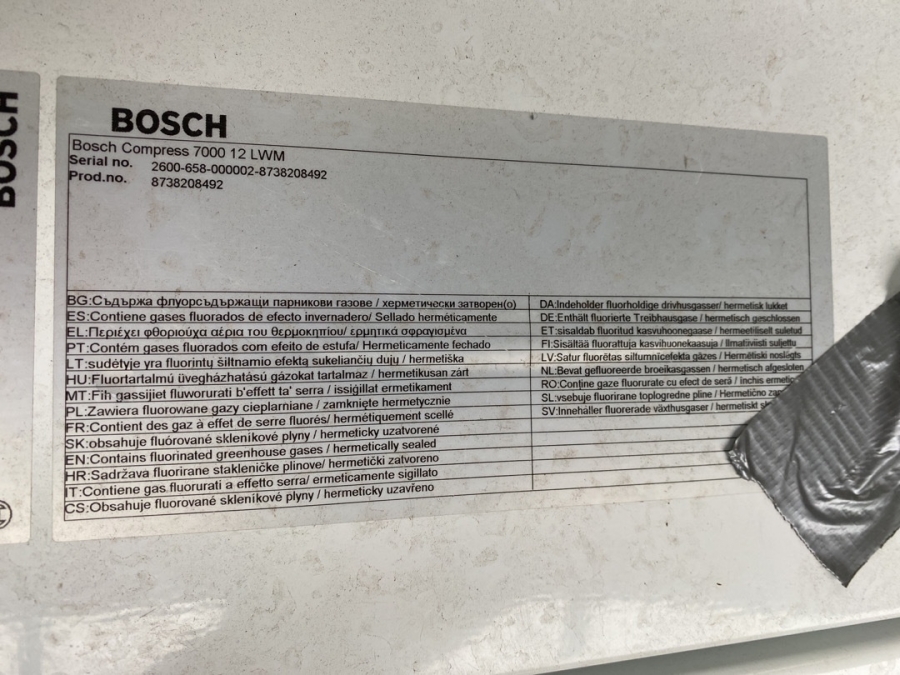 BOSCH
BOSCH
Bosch Compress 7000 12 LWM
Serial no. 2600-658-000002-8738208492
Prod.no. 8738208492
BG:Съдържа флуорсъдържащи парникови газове / херметически затворен(о)
ES:Contiene gases fluorados de efecto invernadero/ Sellado herméticamente
EL:Περιέχει φθοριούχα αέρια του θερμοκηπίου/ ερμητικά σφραγισμένα
PT:Contém gases fluorados com efeito de estufa/ Hermeticamente fechado
LT:sudėtyje yra fluorintų šiltnamio efektą sukeliančių dujų / hermetiška
HU:Fluortartalmú üvegházhatású gázokat tartalmaz / hermetikusan zárt
MT:Fih gassijiet fluworurati b'effett ta' serra / issiġillat ermetikament
PL:Zawiera fluorowane gazy cieplarniane / zamknięte hermetycznie
FR:Contient des gaz à effet de serre fluorés/ hermétiquement scellé
SK:obsahuje fluórované skleníkové plyny / hermeticky uzatvorené
EN:Contains fluorinated greenhouse gases / hermetically sealed
HR:Sadržava fluorirane stakleničke plinove/ hermetički zatvoreno
IT:Contiene gas fluorurati a effetto serra/ ermeticamente sigillato
CS:Obsahuje fluorované skleníkové plyny / hermeticky uzavřeno
DA:Indeholder fluorholdige drivhusgasser/ hermetisk lukket
DE:Enthält fluorierte Treibhausgase / hermetisch geschlossen
ET:sisaldab fluoritud kasvuhoonegaase / hermeetiliselt suletud
FI:Sisältää fluorattuja kasvihuonekaasuja / Ilmatiiviisti suljettu
LV:Satur fluorētas siltumnīcefekta gāzes / Hermētiski noslēgts
NL:Bevat gefluoreerde broeikasgassen / hermetisch afgesloten
RO:Conține gaze fluorurate cu efect de seră / închis
SL:vsebuje fluorirane toplogredne pline / Hermetično
SV:Innehåller fluorerade växthusgaser / hermetiskt